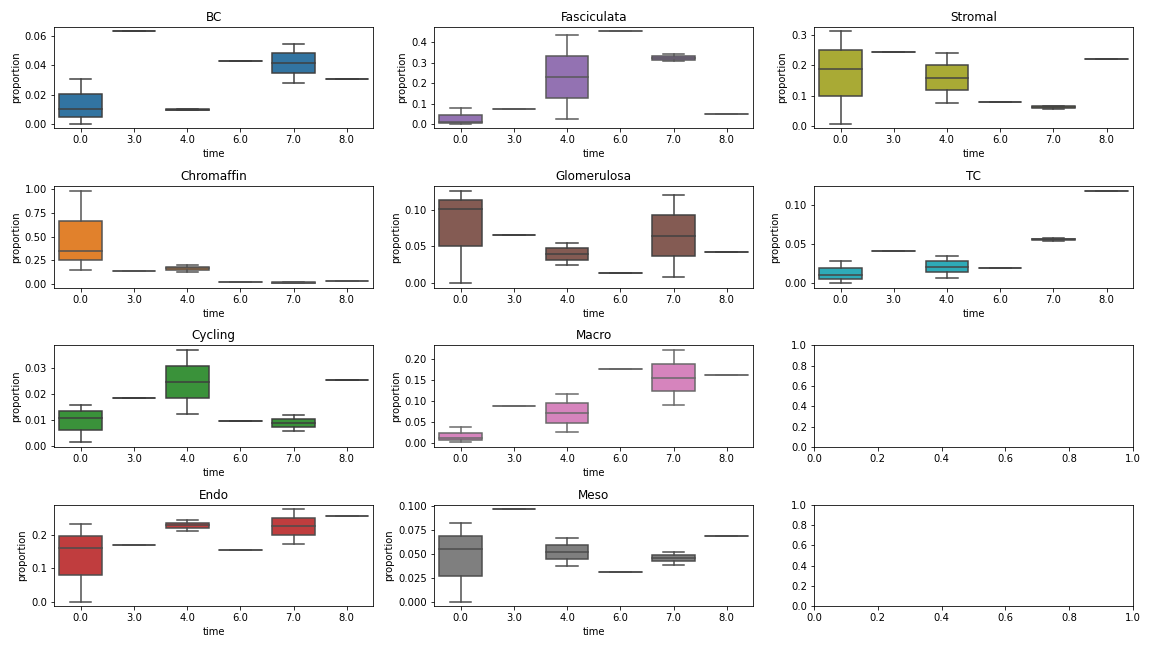 BC
proportion
0.06
0.04
0.02
0.00
0.0 3.0 4.0 6.0 7.0 8.0
time
Fasciculata
proportion
0.4
0.3
0.2
0.1
0.0
0.0 3.0 4.0 6.0 7.0 8.0
time
Stromal
proportion
0.3
0.2
0.1
0.0
0.0 3.0 4.0 6.0 7.0 8.0
time
Chromaffin
proportion
1.00
0.75
0.50
0.25
0.00
0.0 3.0 4.0 6.0 7.0 8.0
time
Glomerulosa
proportion
0.10
0.05
0.00
0.0 3.0 4.0 6.0 7.0 8.0
time
TC
proportion
0.10
0.05
0.00
0.0 3.0 4.0 6.0 7.0 8.0
time
Cycling
proportion
0.03
0.02
0.01
0.00
0.0 3.0 4.0 6.0 7.0 8.0
time
Macro
proportion
0.20
0.15
0.10
0.05
0.00
0.0 3.0 4.0 6.0 7.0 8.0
time
1.0
0.8
0.6
0.4
0.2
0.0
0.0 0.2 0.4 0.6 0.8 1.0
Endo
proportion
0.2
0.1
0.0
0.0 3.0 4.0 6.0 7.0 8.0
time
Meso
proportion
0.100
0.075
0.050
0.025
0.000
0.0 3.0 4.0 6.0 7.0 8.0
time
1.0
0.8
0.6
0.4
0.2
0.0
0.0 0.2 0.4 0.6 0.8 1.0